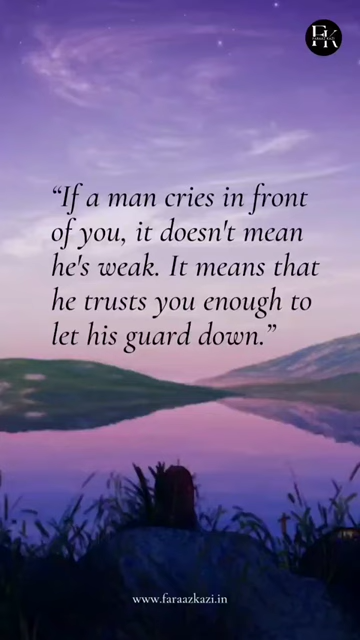 FK
“If a man cries in front
of you, it doesn't mean
he's weak. It means that
he trusts you enough to
let his guard down.”
www.faraazkazi.in